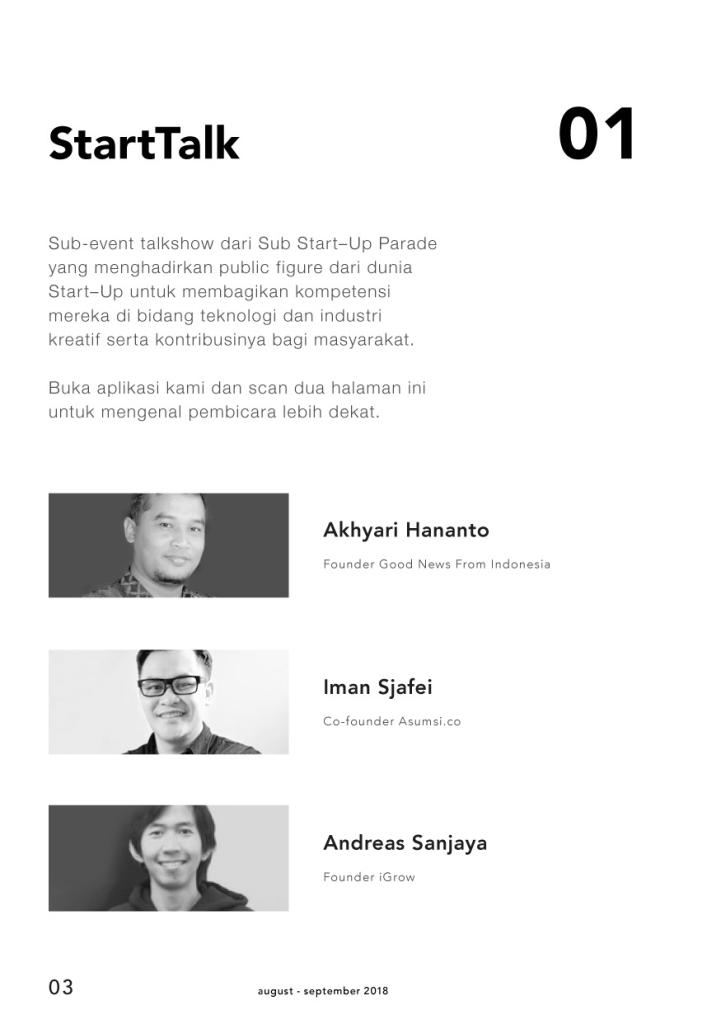 StartTalk
01
Sub-event talkshow dari Sub Start–Up Parade
yang menghadirkan public figure dari dunia
Start–Up untuk membagikan kompetensi
mereka di bidang teknologi dan industri
kreatif serta kontribusinya bagi masyarakat.
Buka aplikasi kami dan scan dua halaman ini
untuk mengenal pembicara lebih dekat.
Akhyari Hananto
Founder Good News From Indonesia
Iman Sjafei
Co-founder Asumsi.co
Andreas Sanjaya
Founder iGrow
03
august - september 2018